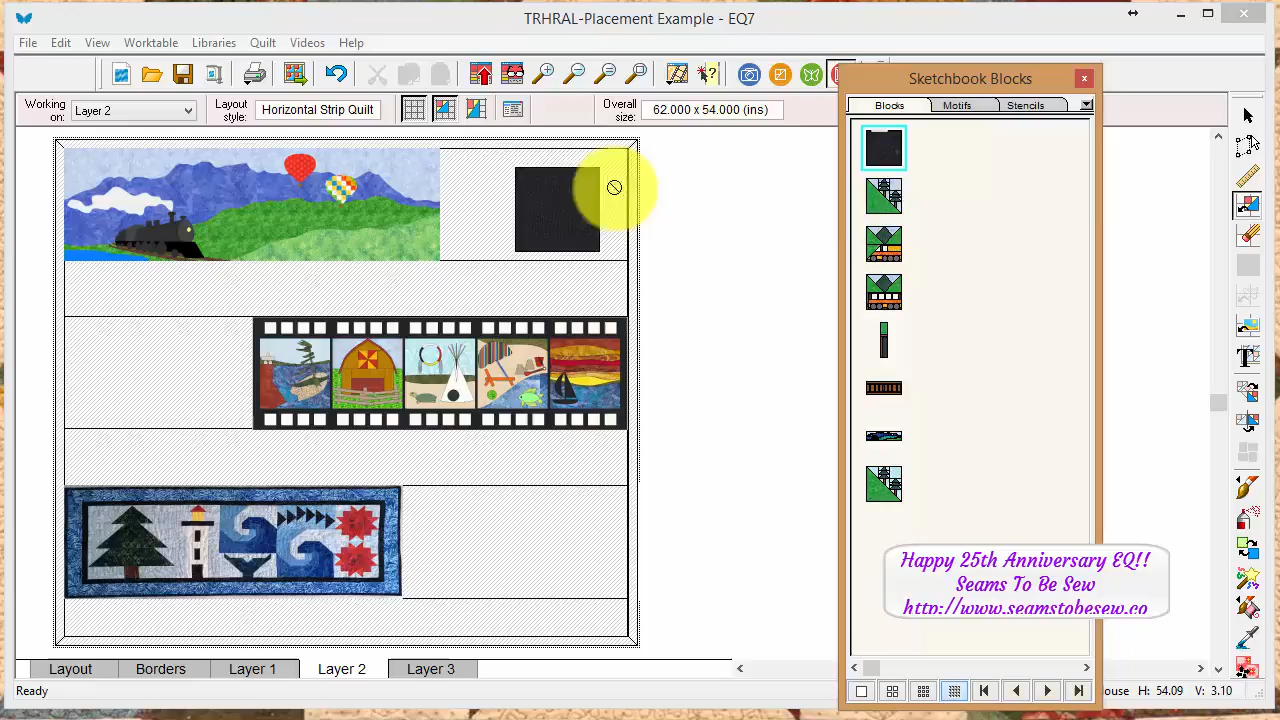 TRHRAL-Placement Example - EQ7
File Edit View Worktable Libraries Quilt Videos Help
Working on: Layer 2 Layout style: Horizontal Strip Quilt Overall size: 62.000 x 54.000 (ins)
Sketchbook Blocks
Blocks Motifs Stencils
Happy 25th Anniversary EQ!!
Seams To Be Sew
http://www.seamstobesew.co
Layout Borders Layer 1 Layer 2 Layer 3
Ready ouse H: 54.09 V: 3.10